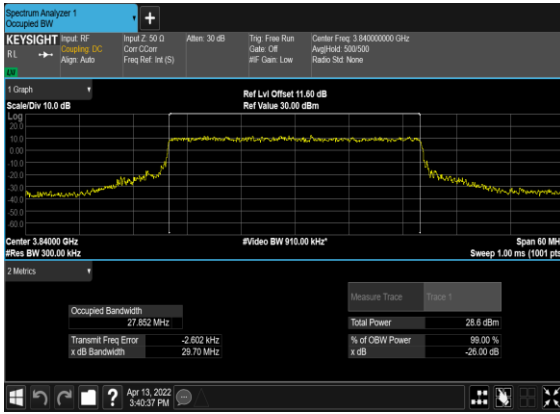 Spectrum Analyzer 1
Occupied BW
+
KEYSIGHT Input: RF Input Z: 50 Ω Atten: 30 dB Trig: Free Run Center Freq: 3.840000000 GHz
RL Coupling: DC Corr CCorr Gate: Off Avg|Hold: 500/500
Align: Auto Freq Ref: Int (S) #IF Gain: Low Radio Std: None
1 Graph
Ref Lvl Offset 11.60 dB
Scale/Div 10.0 dB Ref Value 30.00 dBm
Log
20.0
10.0
0.00
-10.0
-20.0
-30.0
-40.0
-50.0
-60.0
Center 3.84000 GHz #Video BW 910.00 kHz* Span 60 MH
#Res BW 300.00 kHz Sweep 1.00 ms (1001 pts
2 Metrics
Measure Trace Trace 1
Occupied Bandwidth
27.852 MHz Total Power 28.6 dBm
Transmit Freq Error -2.602 kHz % of OBW Power 99.00 %
x dB Bandwidth 29.70 MHz x dB -26.00 dB
?
Apr 13, 2022
3:40:37 PM